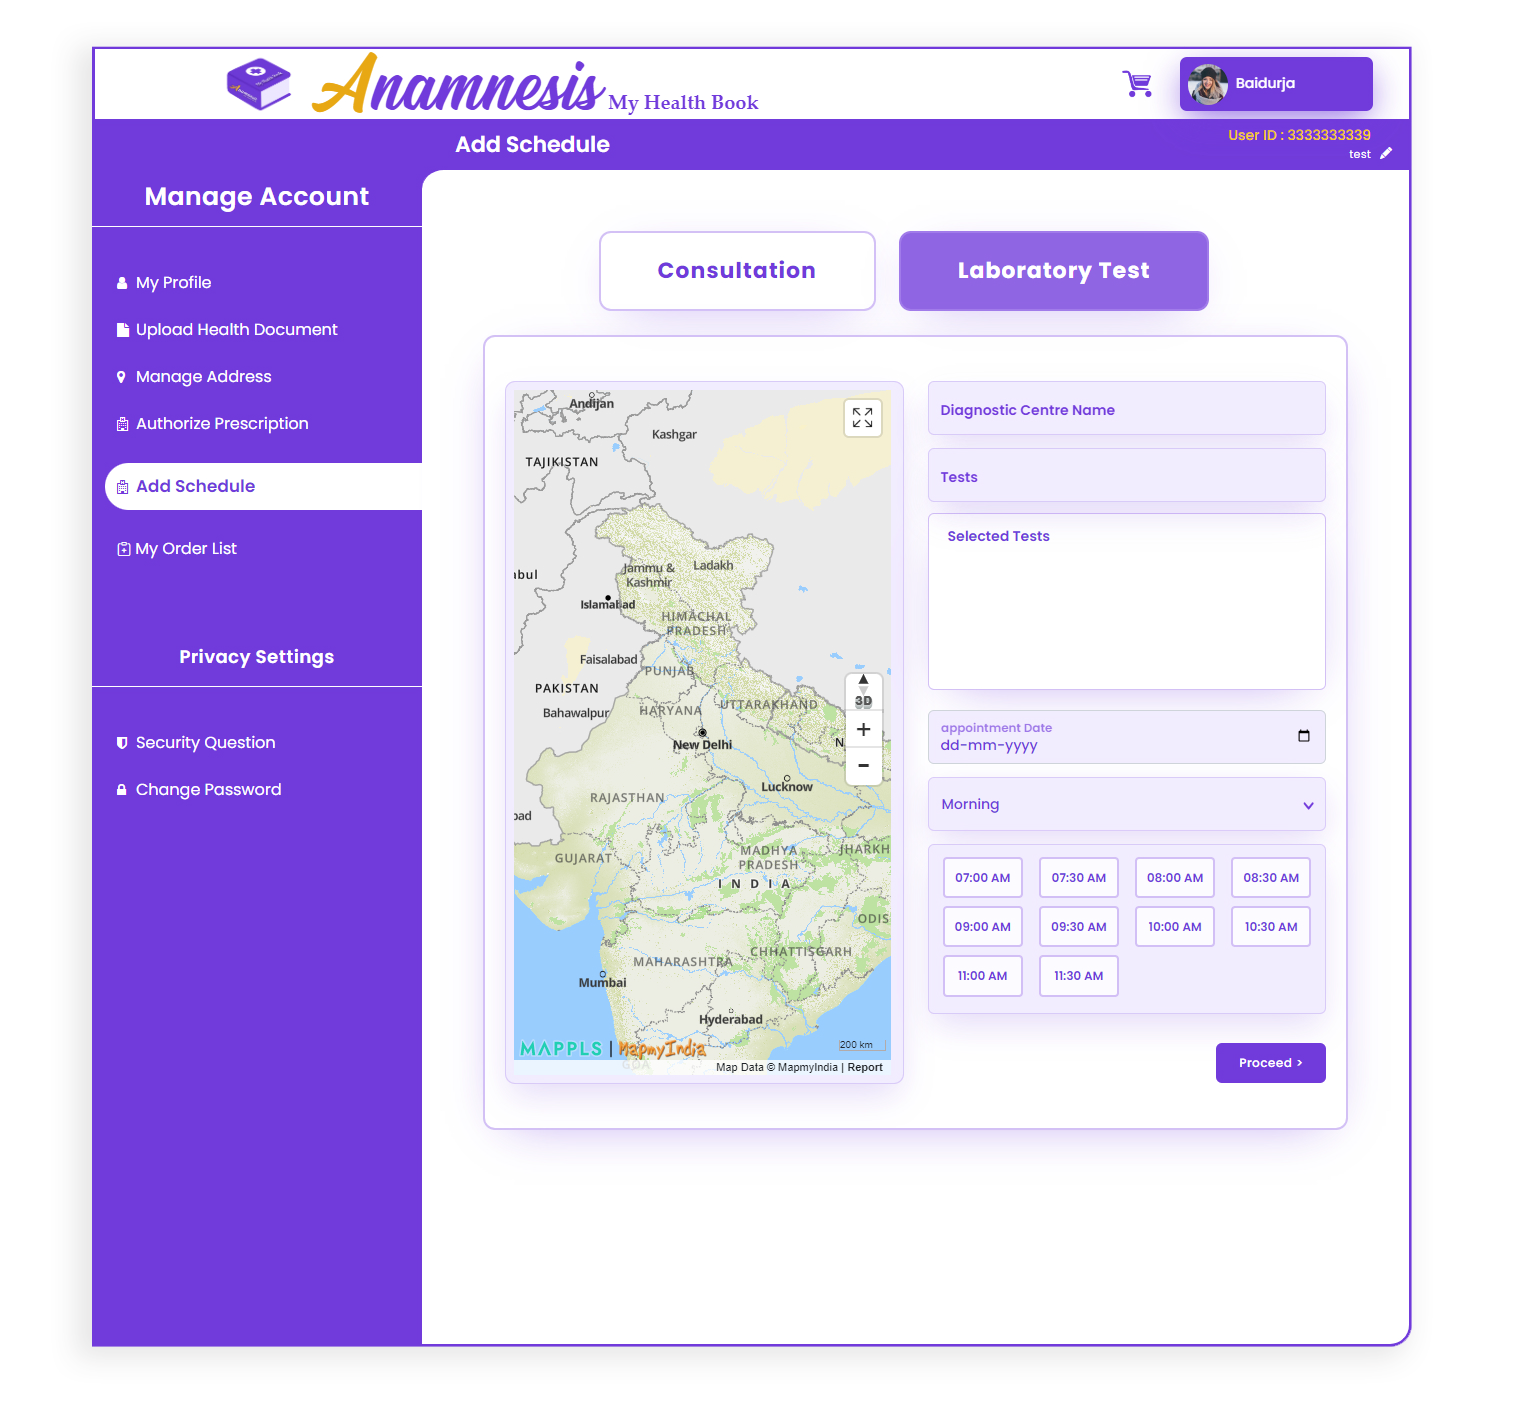 Anamnesis My Health Book
Baidurja
Add Schedule
User ID : 3333333339
test
Manage Account
My Profile
Upload Health Document
Manage Address
Authorize Prescription
Add Schedule
My Order List
Privacy Settings
Security Question
Change Password
Consultation
Laboratory Test
Andijan
Kashgar
TAJIKISTAN
Jammu &
Kashmir
Ladakh
bul
Islamabad
HIMACHAL
PRADESH
Faisalabad
PUNJAB
PAKISTAN
Bahawalpur
HARYANA
UTTARAKHAND
3D
+
-
New Delhi
N
Lucknow
RAJASTHAN
ad
GUJARAT
MADHYA
PRADESH
JHARKH
INDIA
ODIS
CHHATTISGARH
MAHARASHTRA
Mumbai
Hyderabad
MAPPLS | MapmyIndia
200 km
GOA
Map Data © MapmyIndia | Report
Diagnostic Centre Name
Tests
Selected Tests
appointment Date
dd-mm-yyyy
Morning
07:00 AM 07:30 AM 08:00 AM 08:30 AM
09:00 AM 09:30 AM 10:00 AM 10:30 AM
11:00 AM 11:30 AM
Proceed >